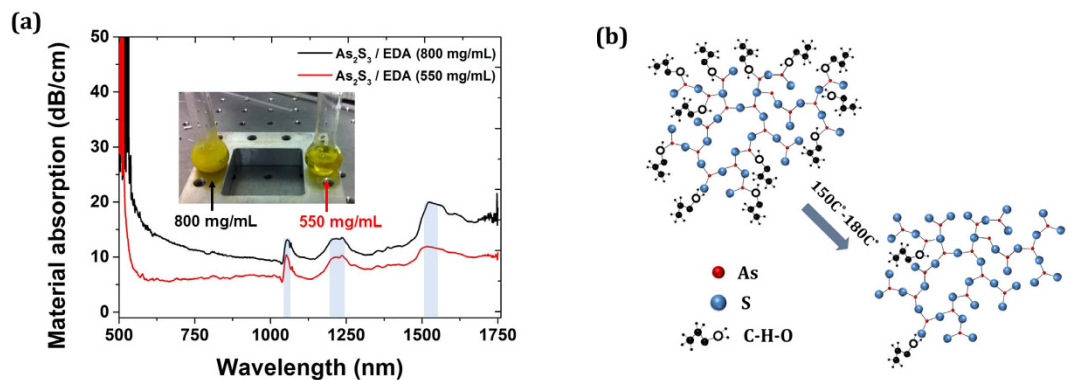 (a)
50
40
30
20
10
0
Material absorption (dB/cm)
As₂S₃ / EDA (800 mg/mL)
As₂S₃ / EDA (550 mg/mL)
800 mg/mL
550 mg/mL
500
750
1000
1250
1500
1750
Wavelength (nm)
(b)
150C°-180C°
As
S
C-H-O